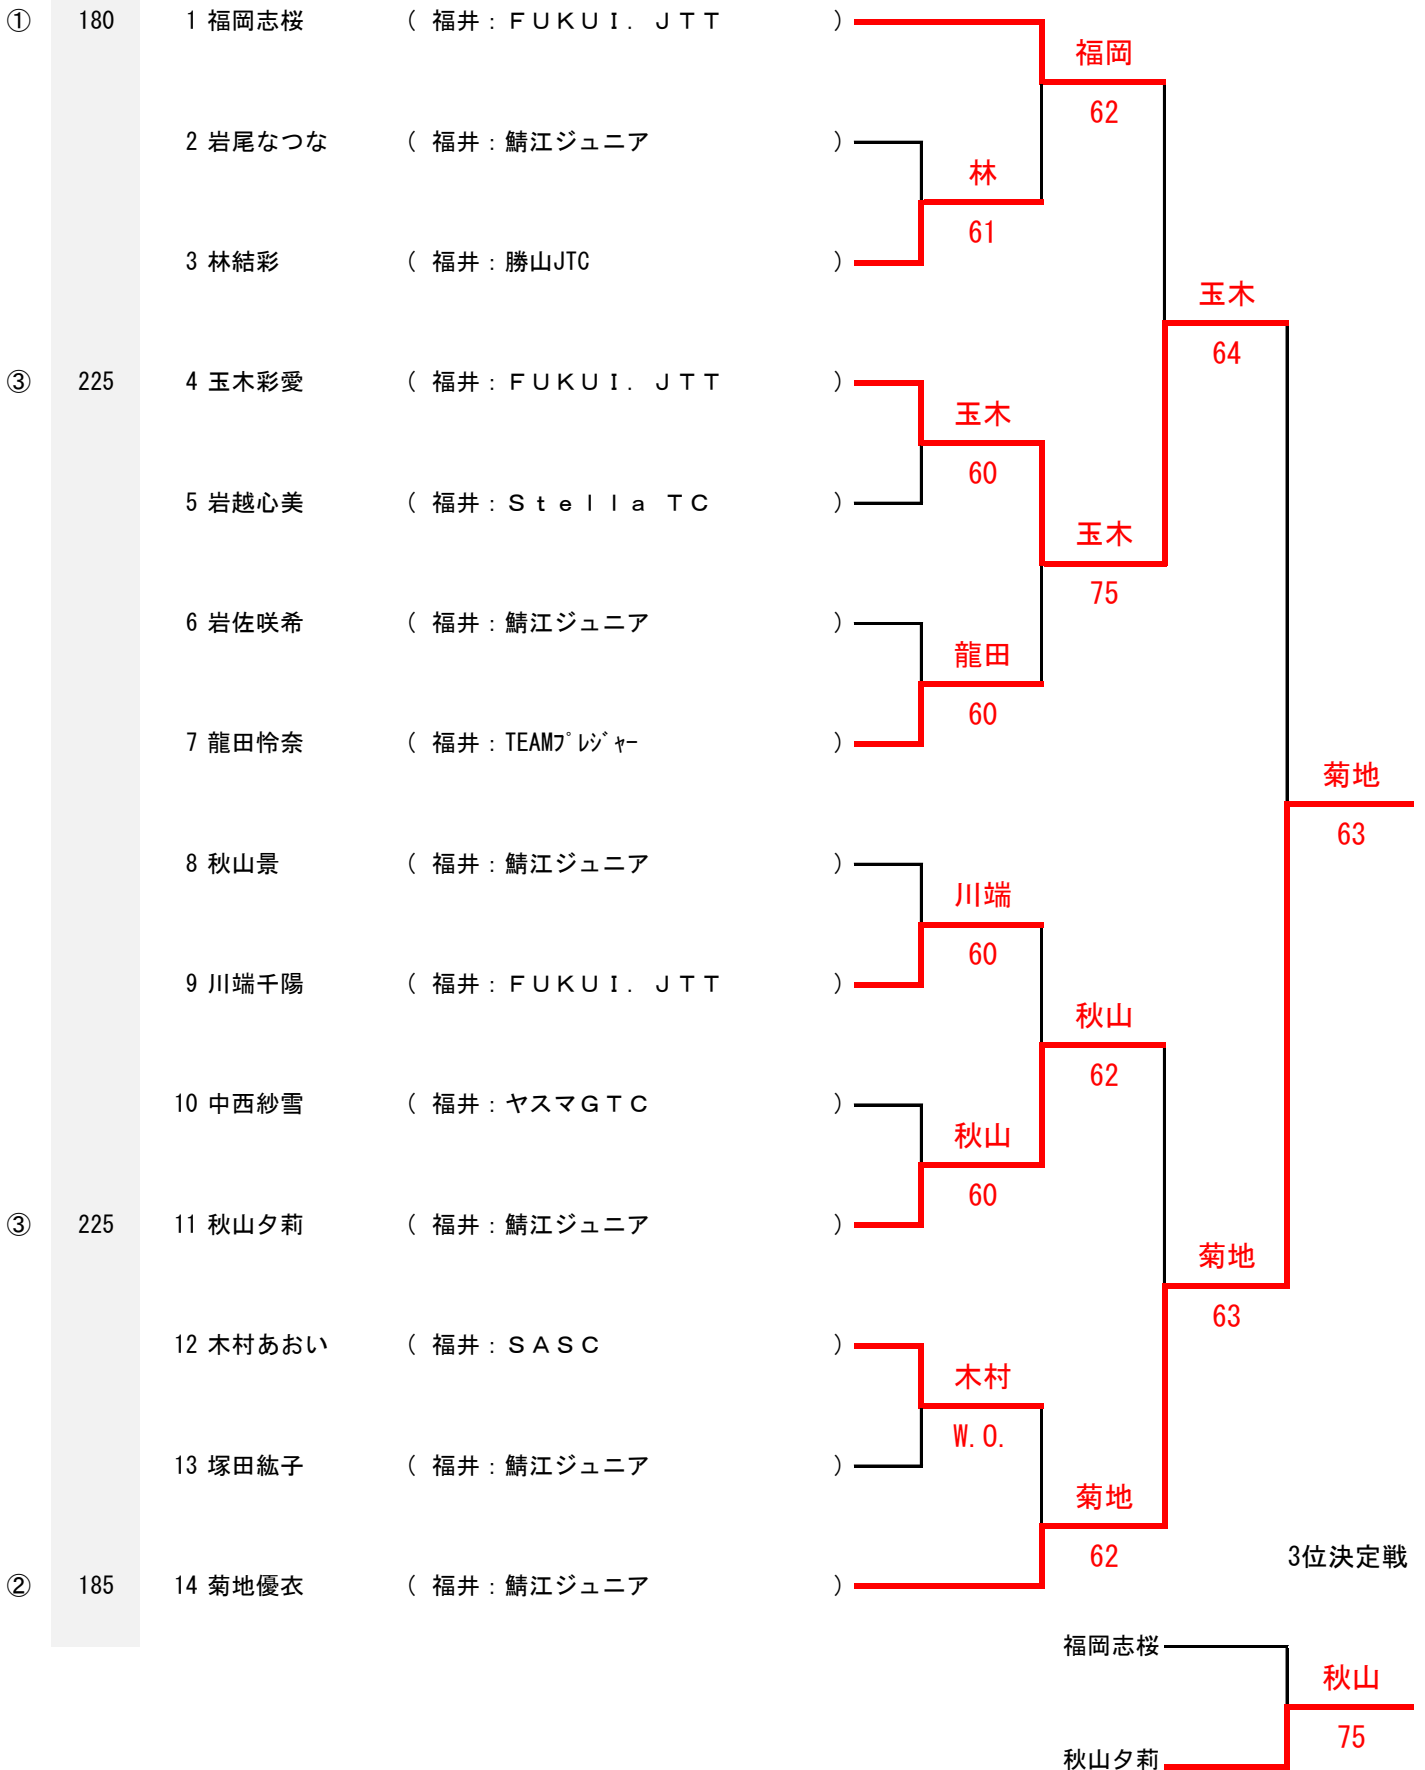 ① 180 1 福岡志桜 ( 福井 : ＦＵＫＵＩ．ＪＴＴ )
福岡
62
2 岩尾なつな ( 福井 : 鯖江ジュニア )
林
61
3 林結彩 ( 福井 : 勝山JTC )
玉木
64
③ 225 4 玉木彩愛 ( 福井 : ＦＵＫＵＩ．ＪＴＴ )
玉木
60
5 岩越心美 ( 福井 : Ｓｔｅｌｌａ ＴＣ )
玉木
75
6 岩佐咲希 ( 福井 : 鯖江ジュニア )
龍田
60
7 龍田怜奈 ( 福井 : TEAMﾌﾟﾚｼﾞｬｰ )
菊地
63
8 秋山景 ( 福井 : 鯖江ジュニア )
川端
60
9 川端千陽 ( 福井 : ＦＵＫＵＩ．ＪＴＴ )
秋山
62
10 中西紗雪 ( 福井 : ヤスマＧＴＣ )
秋山
60
11 秋山夕莉 ( 福井 : 鯖江ジュニア )
③ 225
菊地
63
12 木村あおい ( 福井 : ＳＡＳＣ )
木村
W.O.
13 塚田紘子 ( 福井 : 鯖江ジュニア )
菊地
62
3位決定戦
② 185 14 菊地優衣 ( 福井 : 鯖江ジュニア )
福岡志桜
秋山
75
秋山夕莉